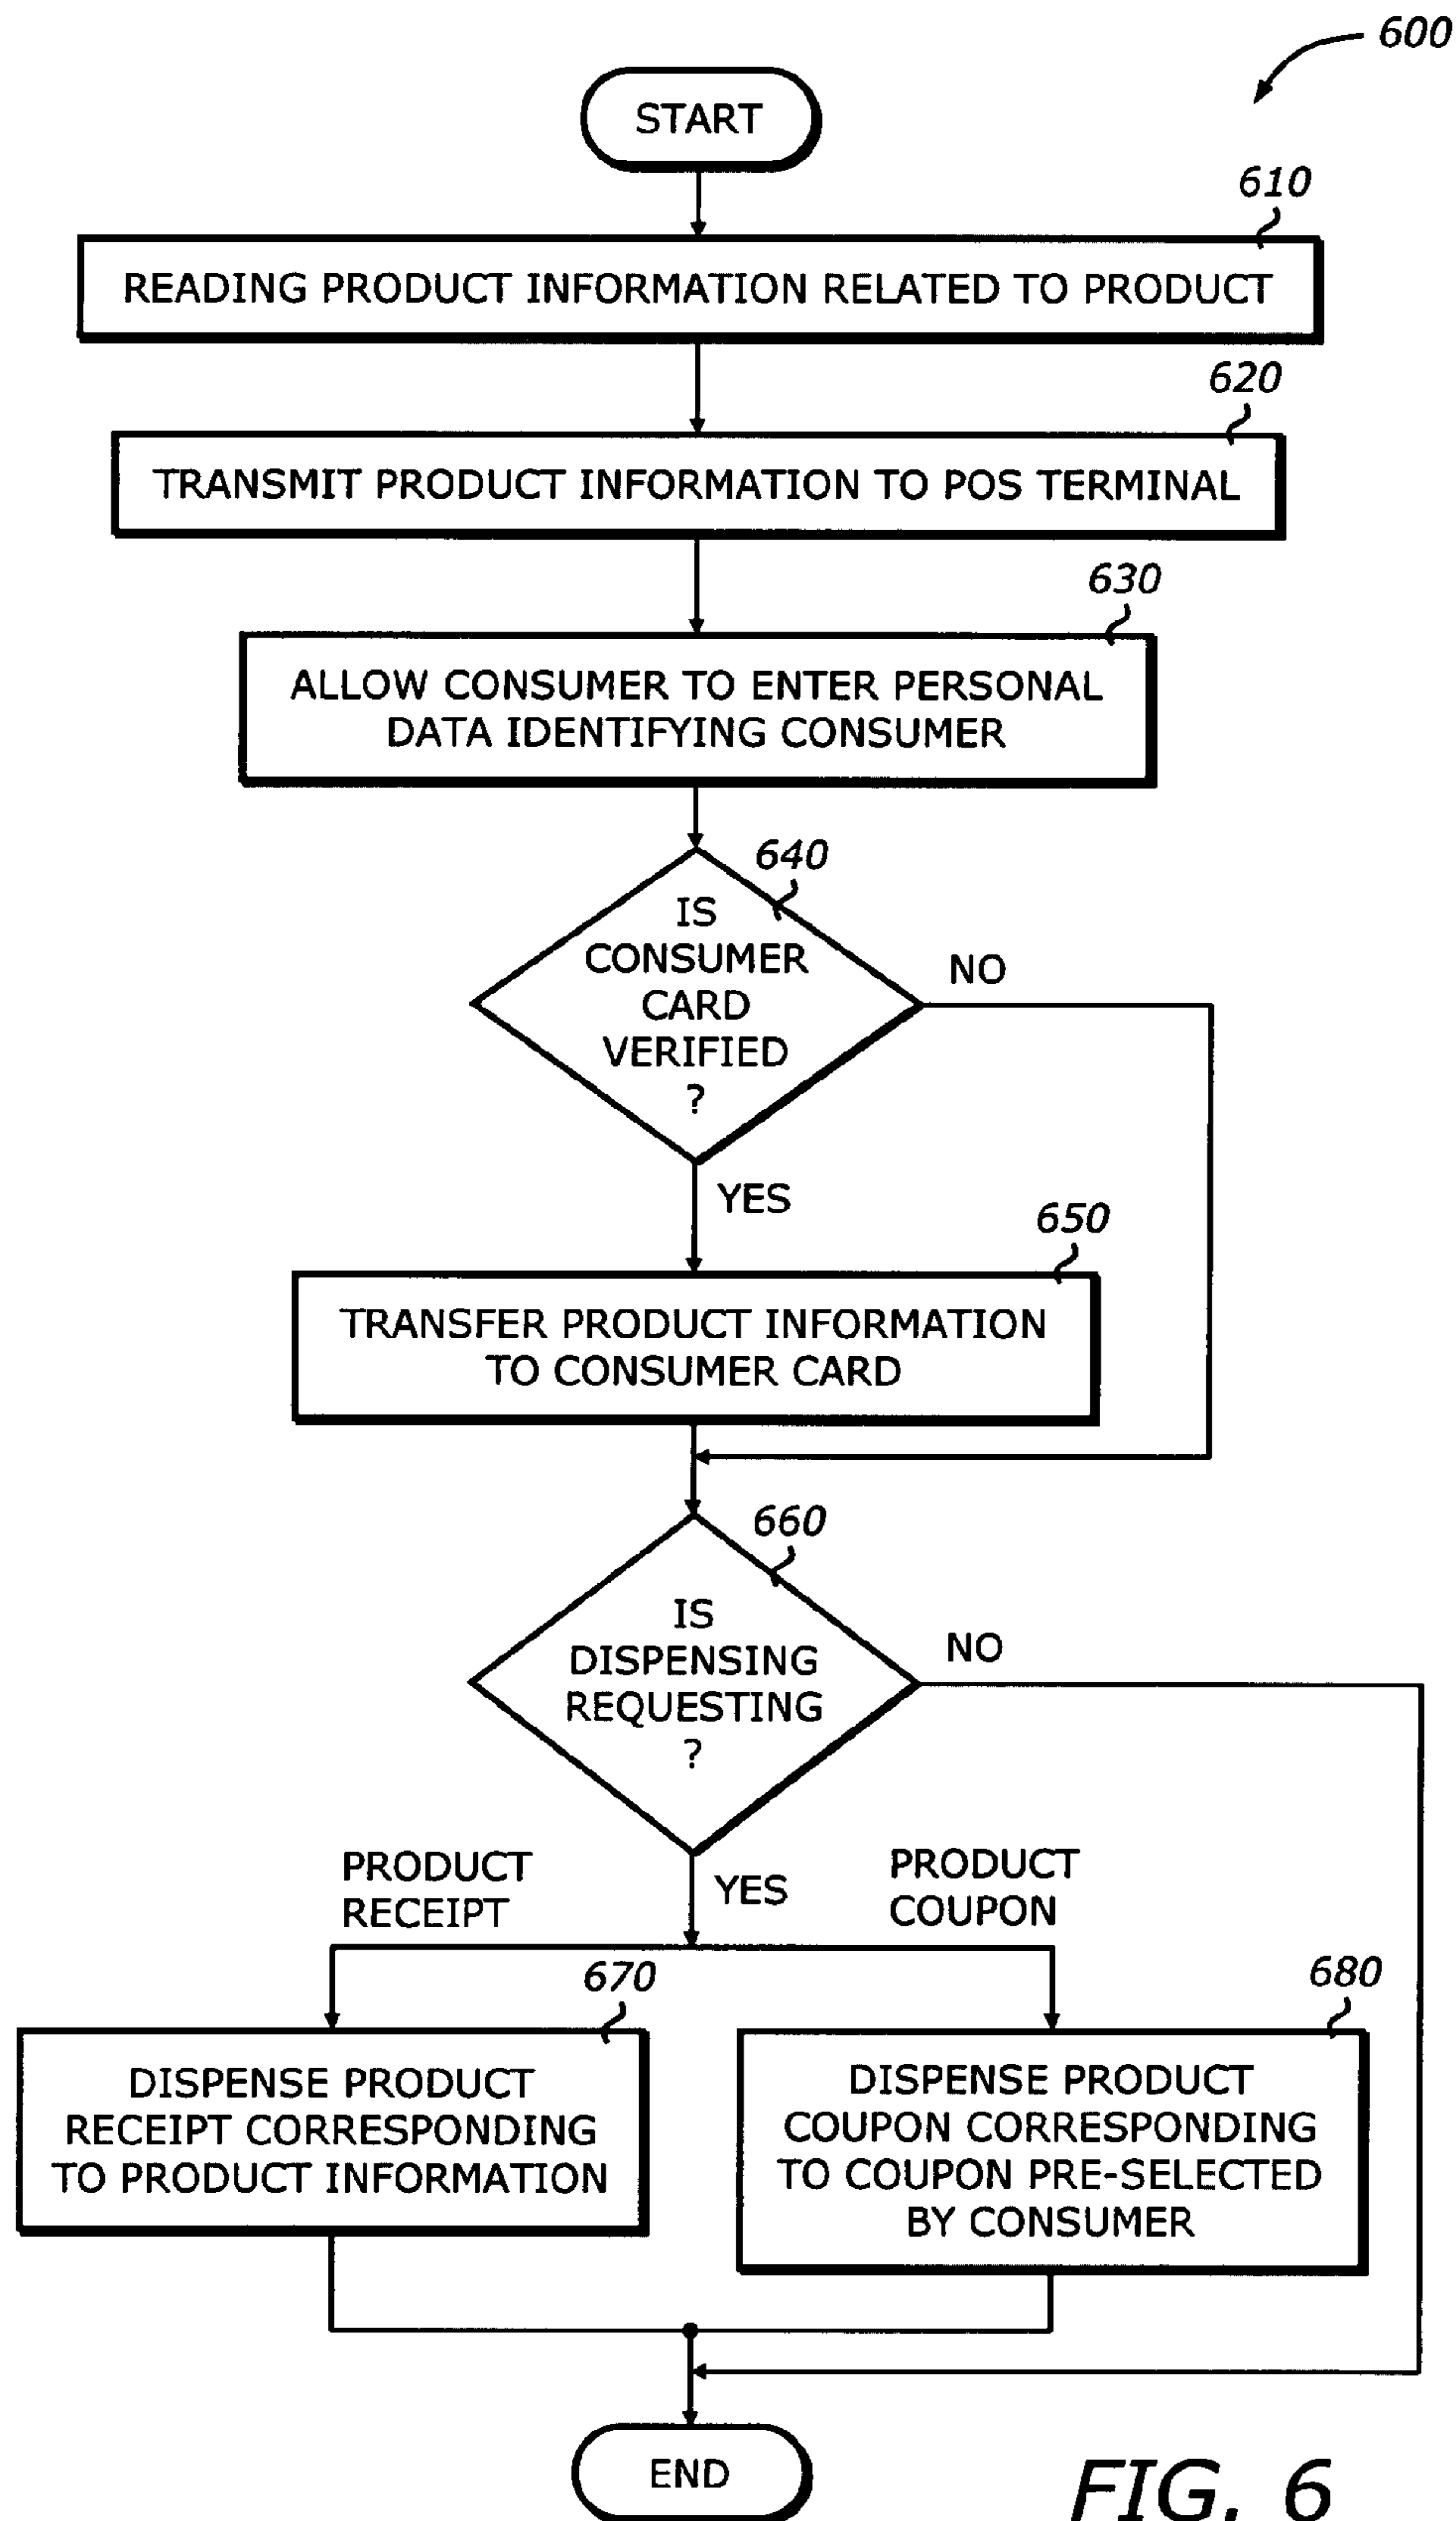 600
START
610
READING PRODUCT INFORMATION RELATED TO PRODUCT
620
TRANSMIT PRODUCT INFORMATION TO POS TERMINAL
630
ALLOW CONSUMER TO ENTER PERSONAL
DATA IDENTIFYING CONSUMER
640
IS
CONSUMER
CARD
VERIFIED
?
NO
YES
650
TRANSFER PRODUCT INFORMATION
TO CONSUMER CARD
660
IS
DISPENSING
REQUESTING
?
NO
YES
PRODUCT
RECEIPT
PRODUCT
COUPON
670
DISPENSE PRODUCT
RECEIPT CORRESPONDING
TO PRODUCT INFORMATION
680
DISPENSE PRODUCT
COUPON CORRESPONDING
TO COUPON PRE-SELECTED
BY CONSUMER
END
FIG. 6